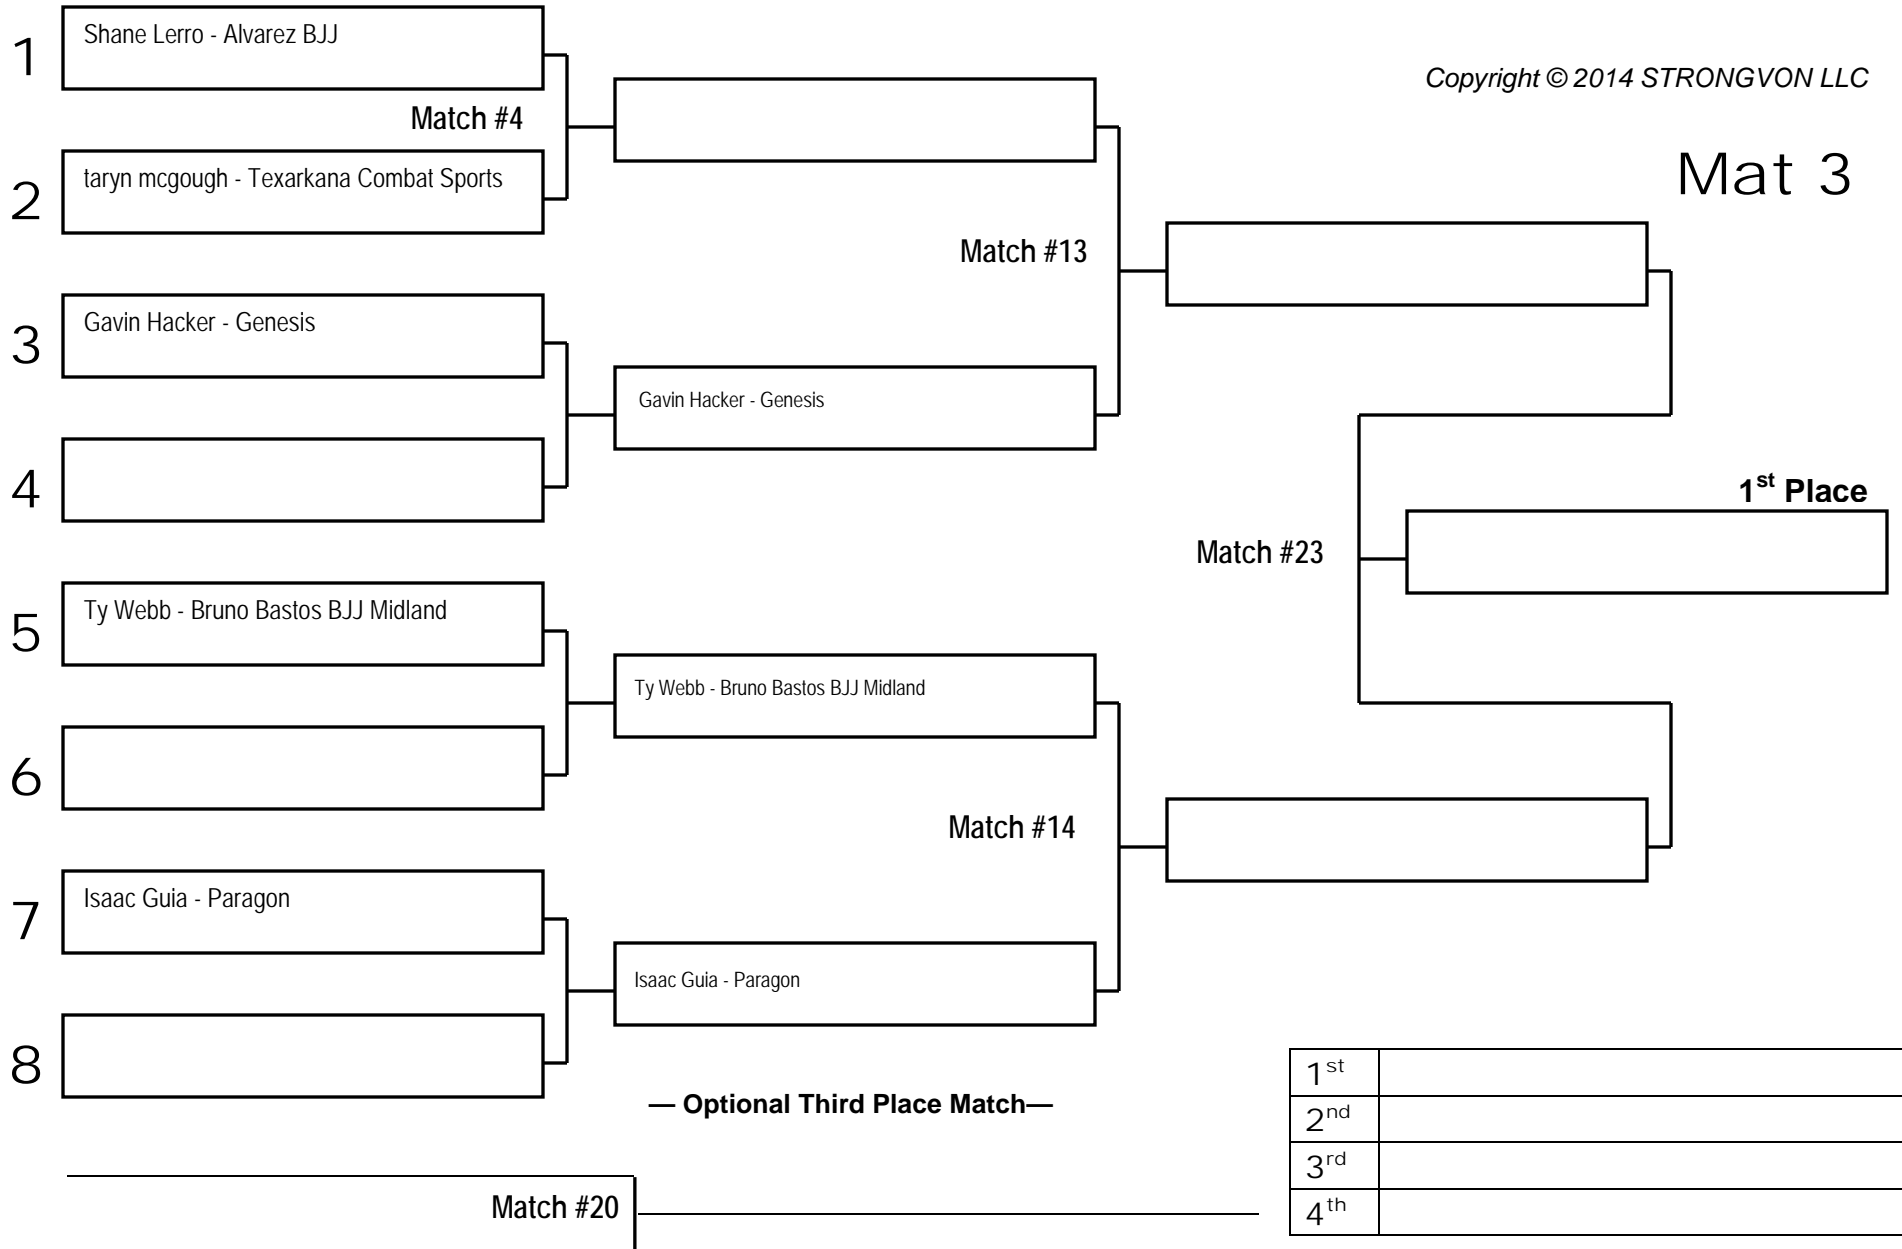 1
Shane Lerro - Alvarez BJJ
Copyright © 2014 STRONGVON LLC
Match #4
Mat 3
2
taryn mcgough - Texarkana Combat Sports
Match #13
3
Gavin Hacker - Genesis
Gavin Hacker - Genesis
4
1st Place
Match #23
5
Ty Webb - Bruno Bastos BJJ Midland
Ty Webb - Bruno Bastos BJJ Midland
6
Match #14
7
Isaac Guia - Paragon
Isaac Guia - Paragon
8
— Optional Third Place Match—
1st
2nd
3rd
4th
Match #20